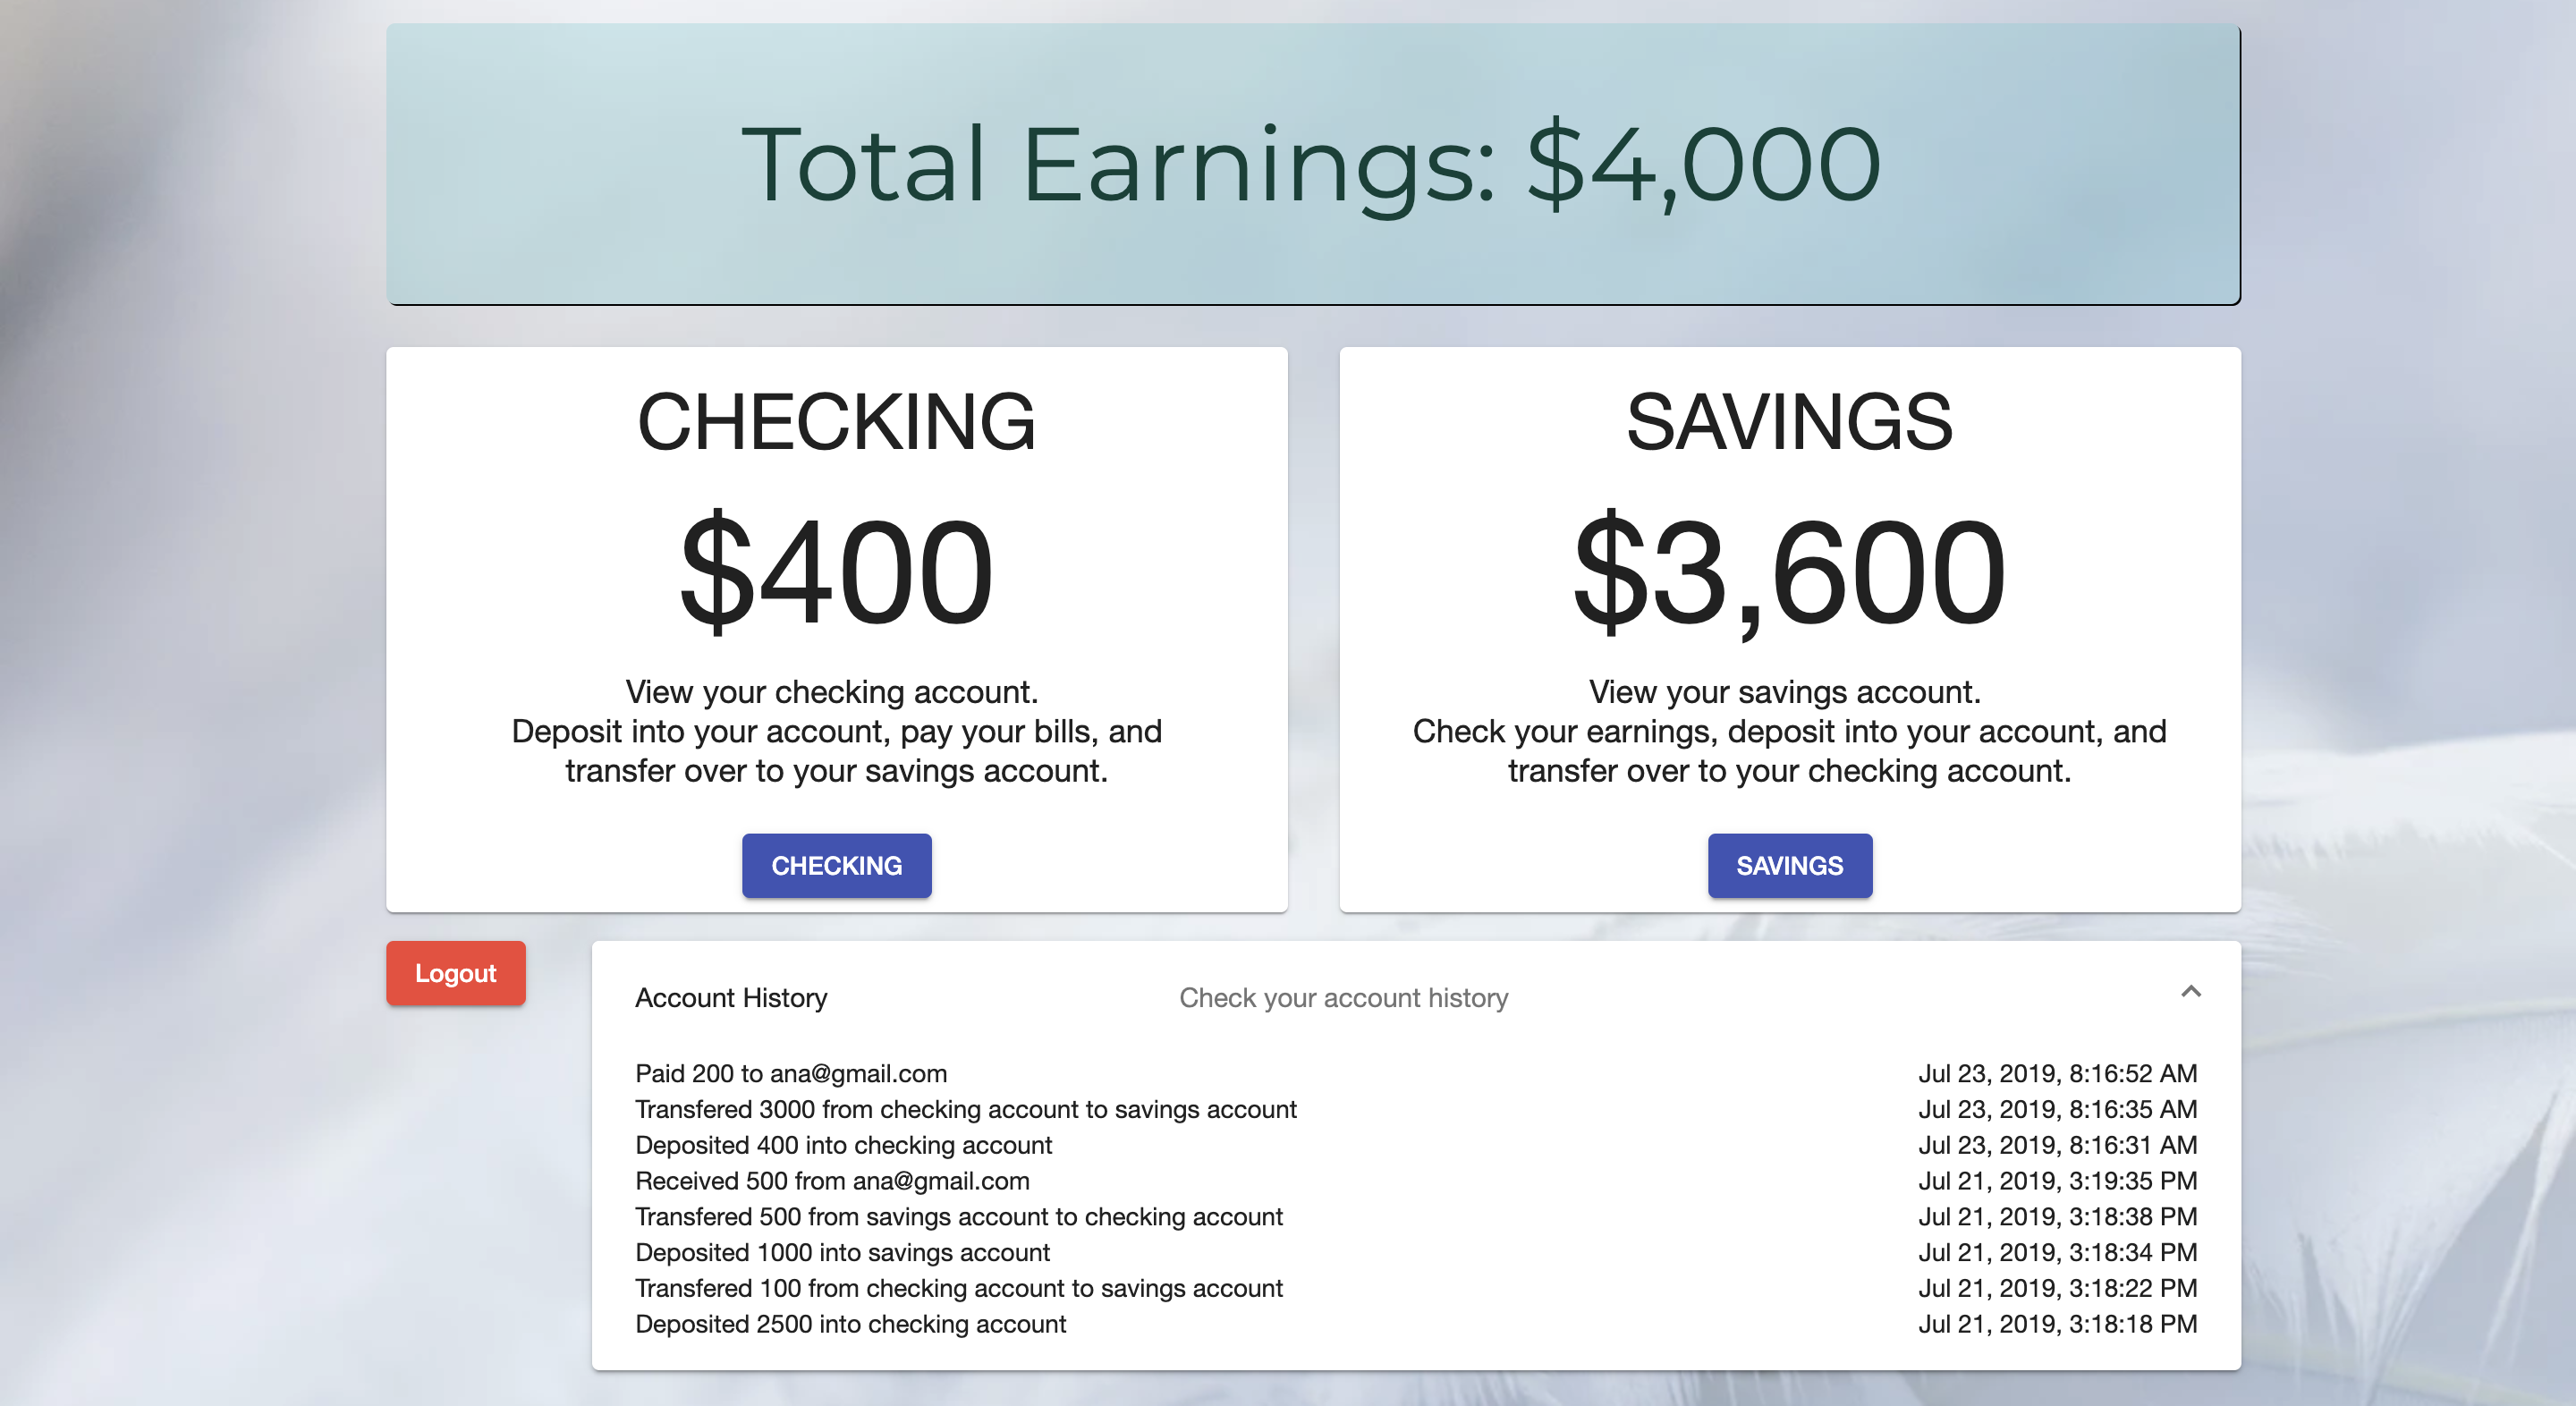 Total Earnings: $4,000
CHECKING
$400
View your checking account.
Deposit into your account, pay your bills, and
transfer over to your savings account.
CHECKING
SAVINGS
$3,600
View your savings account.
Check your earnings, deposit into your account, and
transfer over to your checking account.
SAVINGS
Logout
Account History Check your account history
Paid 200 to ana@gmail.com Jul 23, 2019, 8:16:52 AM
Transfered 3000 from checking account to savings account Jul 23, 2019, 8:16:35 AM
Deposited 400 into checking account Jul 23, 2019, 8:16:31 AM
Received 500 from ana@gmail.com Jul 21, 2019, 3:19:35 PM
Transfered 500 from savings account to checking account Jul 21, 2019, 3:18:38 PM
Deposited 1000 into savings account Jul 21, 2019, 3:18:34 PM
Transfered 100 from checking account to savings account Jul 21, 2019, 3:18:22 PM
Deposited 2500 into checking account Jul 21, 2019, 3:18:18 PM